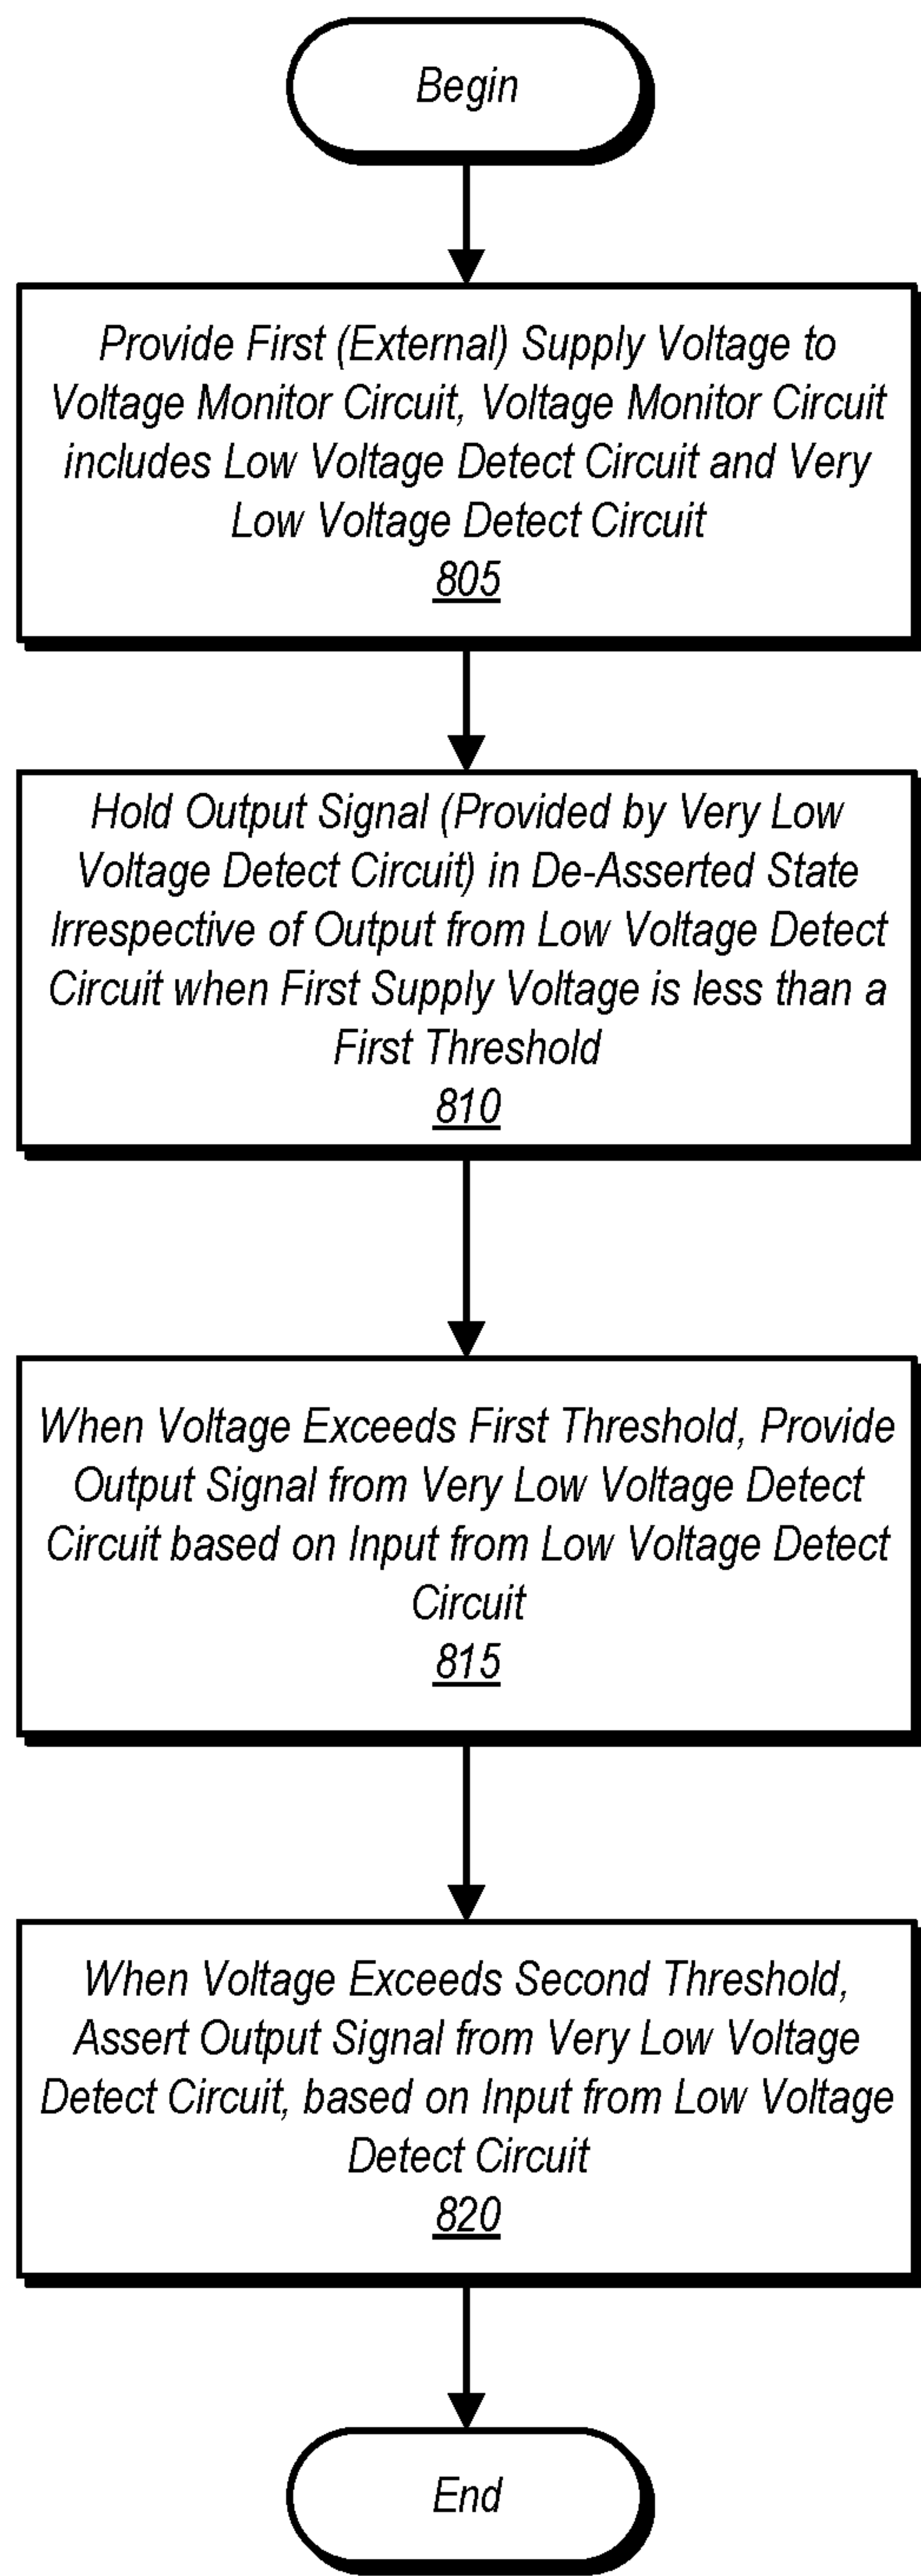 Begin
Provide First (External) Supply Voltage to
Voltage Monitor Circuit, Voltage Monitor Circuit
includes Low Voltage Detect Circuit and Very
Low Voltage Detect Circuit
805
Hold Output Signal (Provided by Very Low
Voltage Detect Circuit) in De-Asserted State
Irrespective of Output from Low Voltage Detect
Circuit when First Supply Voltage is less than a
First Threshold
810
When Voltage Exceeds First Threshold, Provide
Output Signal from Very Low Voltage Detect
Circuit based on Input from Low Voltage Detect
Circuit
815
When Voltage Exceeds Second Threshold,
Assert Output Signal from Very Low Voltage
Detect Circuit, based on Input from Low Voltage
Detect Circuit
820
End